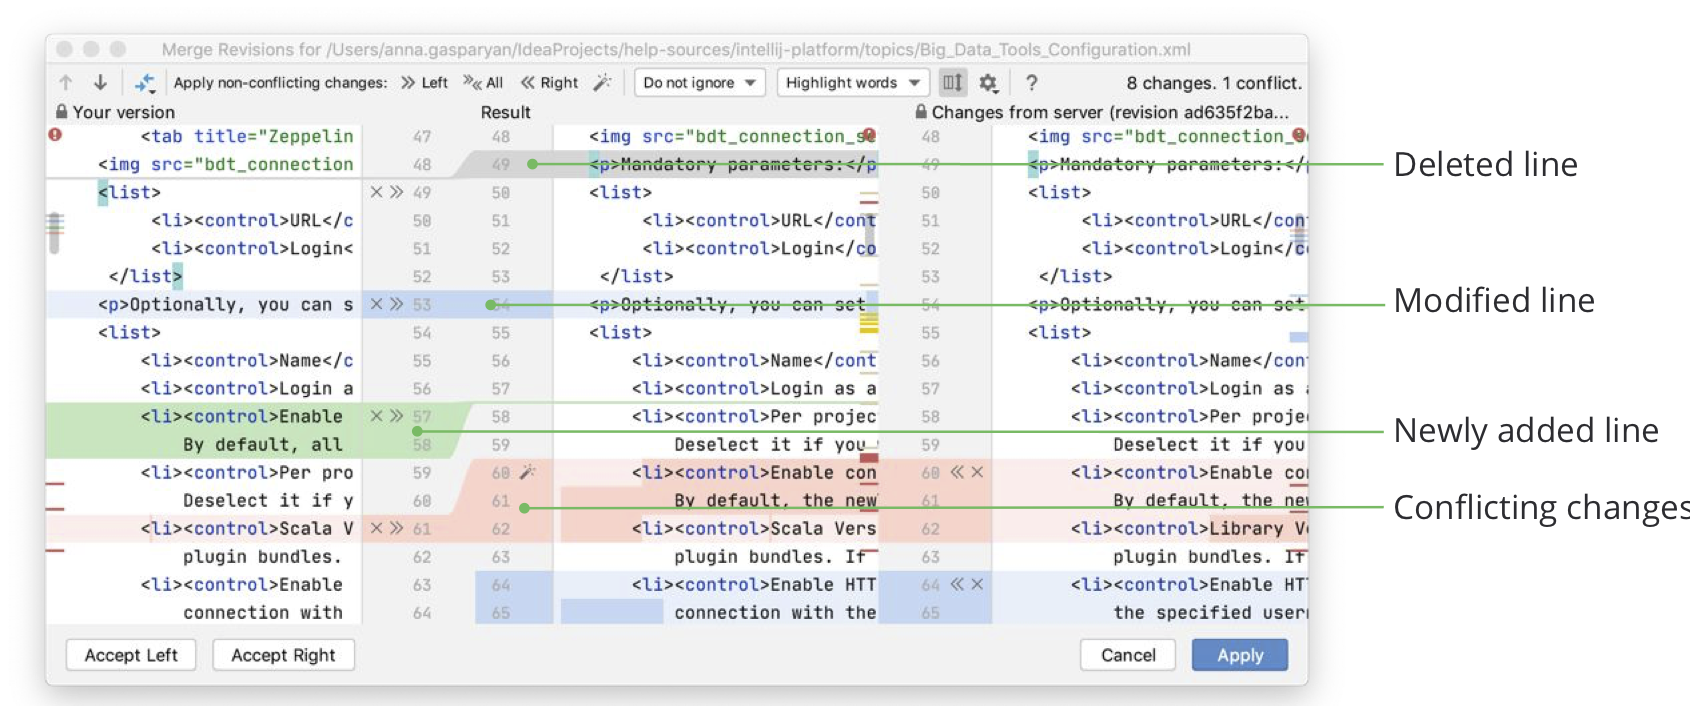 Merge Revisions for /Users/anna.gasparyan/IdeaProjects/help-sources/intellij-platform/topics/Big_Data_Tools_Configuration.xml
Apply non-conflicting changes: Left All Right Do not ignore Highlight words ? 8 changes. 1 conflict.
Your version Result Changes from server (revision ad635f2ba...
<tab title="Zeppelin 47 48 <img src="bdt_connection_se 48 <img src="bdt_connection_
<img src="bdt_connection 48 49 <p>Mandatory parameters:</p 49 <p>Mandatory parameters:</ Deleted line
<list> 49 50 <list> 50 <list>
<li><control>URL</c 50 51 <li><control>URL</cont 51 <li><control>URL</con
<li><control>Login< 51 52 <li><control>Login</co 52 <li><control>Login</c
</list> 52 53 </list> 53 </list>
<p>Optionally, you can s 53 54 <p>Optionally, you can set 54 <p>Optionally, you can set Modified line
<list> 54 55 <list> 55 <list>
<li><control>Name</c 55 56 <li><control>Name</cont 56 <li><control>Name</con
<li><control>Login a 56 57 <li><control>Login as a 57 <li><control>Login as
<li><control>Enable 57 58 <li><control>Per projec 58 <li><control>Per proje
By default, all 58 59 Deselect it if you 59 Deselect it if you Newly added line
<li><control>Per pro 59 60 <li><control>Enable con 60 <li><control>Enable co
Deselect it if y 60 61 By default, the new 61 By default, the new Conflicting changes
<li><control>Scala V 61 62 <li><control>Scala Vers 62 <li><control>Library V
plugin bundles. 62 63 plugin bundles. If 63 plugin bundles. If
<li><control>Enable 63 64 <li><control>Enable HTT 64 <li><control>Enable HT
connection with 64 65 connection with the 65 the specified user
Accept Left Accept Right Cancel Apply